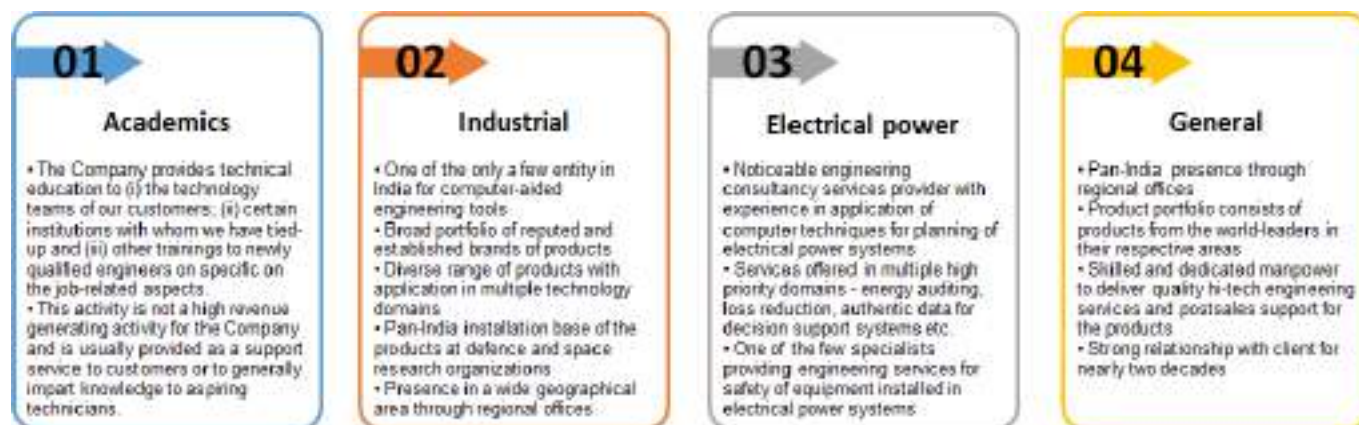 01
Academics
• The Company provides technical
education to (i) the technology
teams of our customers; (ii) certain
institutions with whom we have tied-
up and (iii) other trainings to newly
qualified engineers on specific on
the job-related aspects.
• This activity is not a high revenue
generating activity for the Company
and is usually provided as a support
service to customers or to generally
impart knowledge to aspiring
technicians.
02
Industrial
• One of the only a few entity in
India for computer-aided
engineering tools
• Broad portfolio of reputed and
established brands of products
• Diverse range of products with
application in multiple technology
domains
• Pan-India installation base of the
products at defence and space
research organizations
• Presence in a wide geographical
area through regional offices
03
Electrical power
• Noticeable engineering
consultancy services provider with
experience in application of
computer techniques for planning of
electrical power systems
• Services offered in multiple high
priority domains - energy auditing,
loss reduction, authentic data for
decision support systems etc.
• One of the few specialists
providing engineering services for
safety of equipment installed in
electrical power systems
04
General
• Pan-India presence through
regional offices
• Product portfolio consists of
products from the world-leaders in
their respective areas
• Skilled and dedicated manpower
to deliver quality hi-tech engineering
services and postsales support for
the products
• Strong relationship with client for
nearly two decades